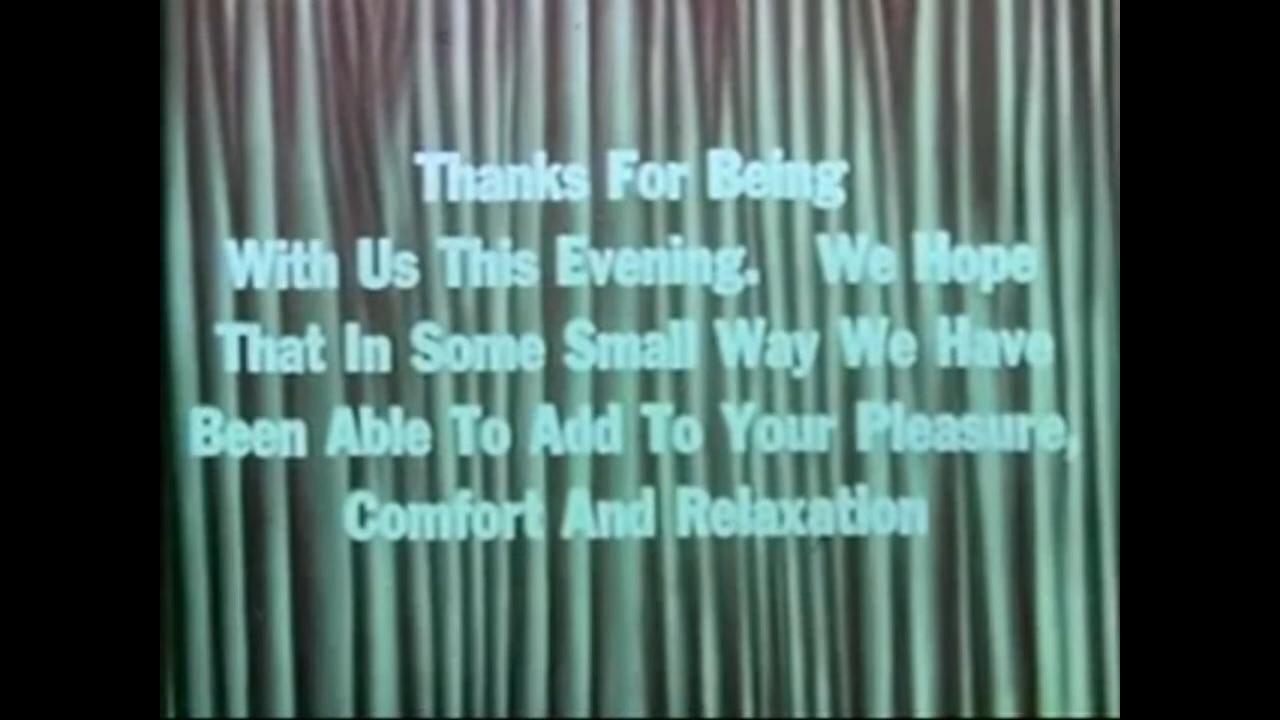 Thanks For Being
With Us This Evening. We Hope
That In Some Small Way We Have
Been Able To Add To Your Pleasure,
Comfort And Relaxation